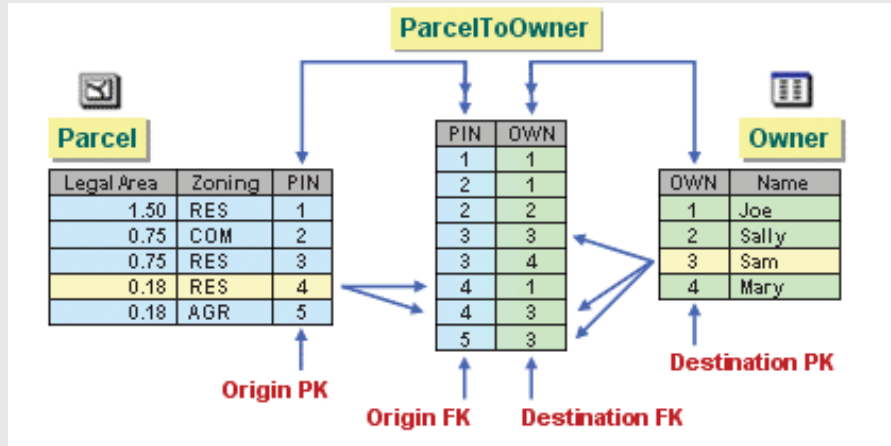 ParcelToOwner
Parcel
Legal Area Zoning PIN
1.50 RES 1
0.75 COM 2
0.75 RES 3
0.18 RES 4
0.18 AGR 5
Origin PK
PIN OWN
1 1
2 1
2 2
3 3
3 4
4 1
4 3
5 3
Origin FK
Destination FK
Owner
OWN Name
1 Joe
2 Sally
3 Sam
4 Mary
Destination PK